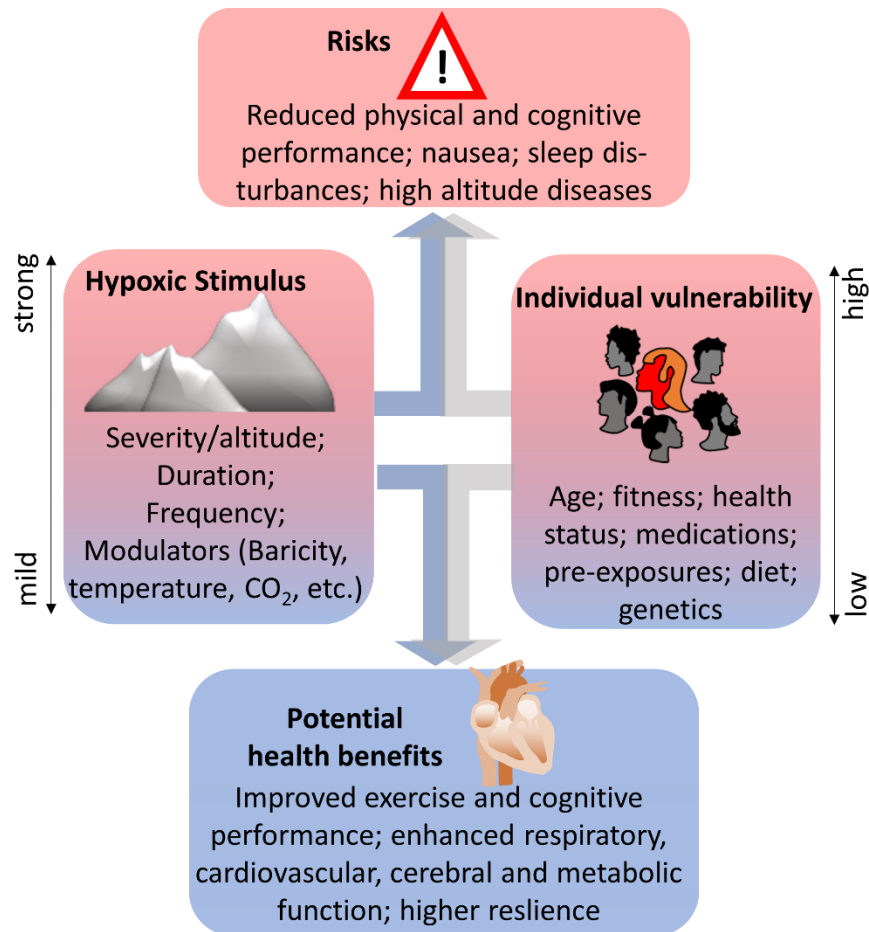 Risks
!
Reduced physical and cognitive
performance; nausea; sleep dis-
turbances; high altitude diseases
strong
mild
Hypoxic Stimulus
Severity/altitude;
Duration;
Frequency;
Modulators (Baricity,
temperature, CO₂, etc.)
Individual vulnerability
Age; fitness; health
status; medications;
pre-exposures; diet;
genetics
high
low
Potential
health benefits
Improved exercise and cognitive
performance; enhanced respiratory,
cardiovascular, cerebral and metabolic
function; higher reslience